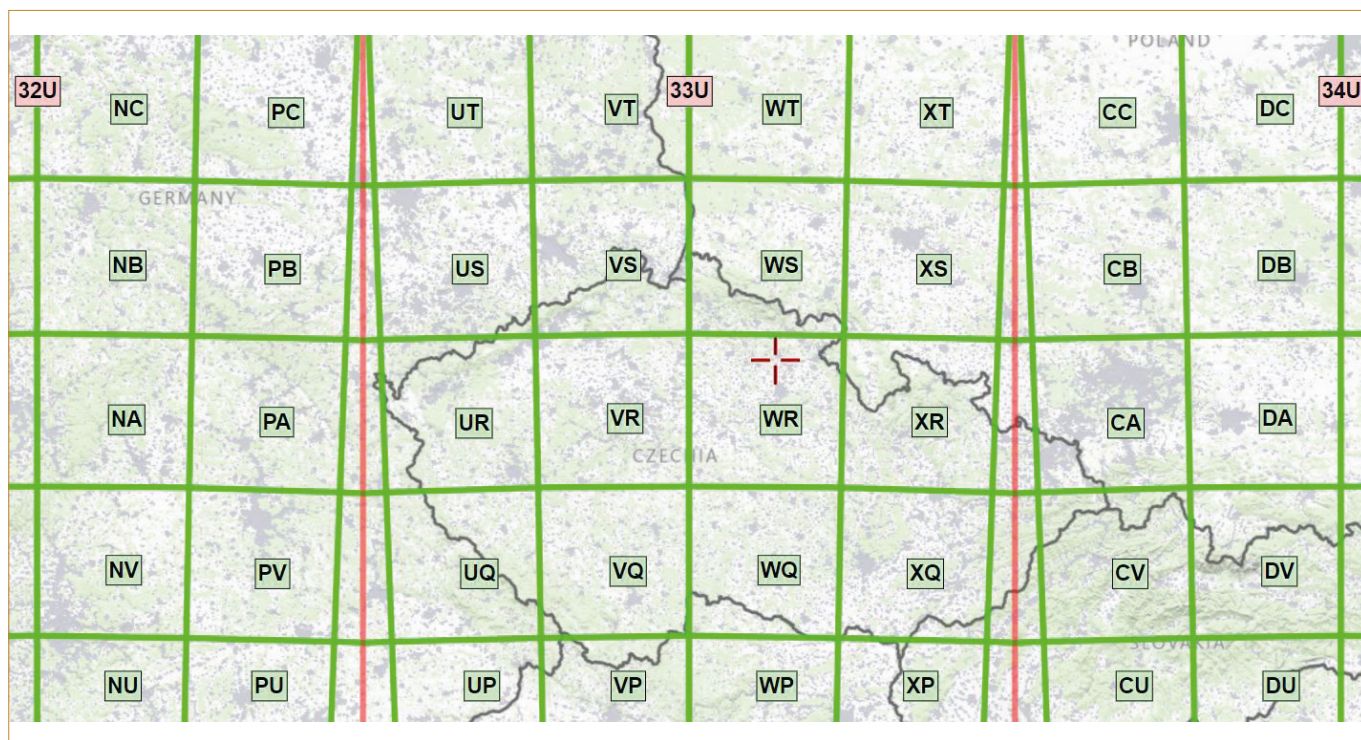 POLAND
32U 33U 34U
NC PC UT VT WT XT CC DC
GERMANY
NB PB US VS WS XS CB DB
NA PA UR VR WR XR CA DA
CZECHIA
NV PV UQ VQ WQ XQ CV DV
SLOVAKIA
NU PU UP VP WP XP CU DU